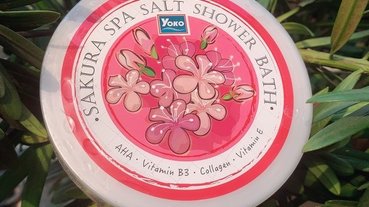 YOKO
• SAKURA SPA SALT SHOWER BATH •
AHA • Vitamin B3 • Collagen • Vitamin E